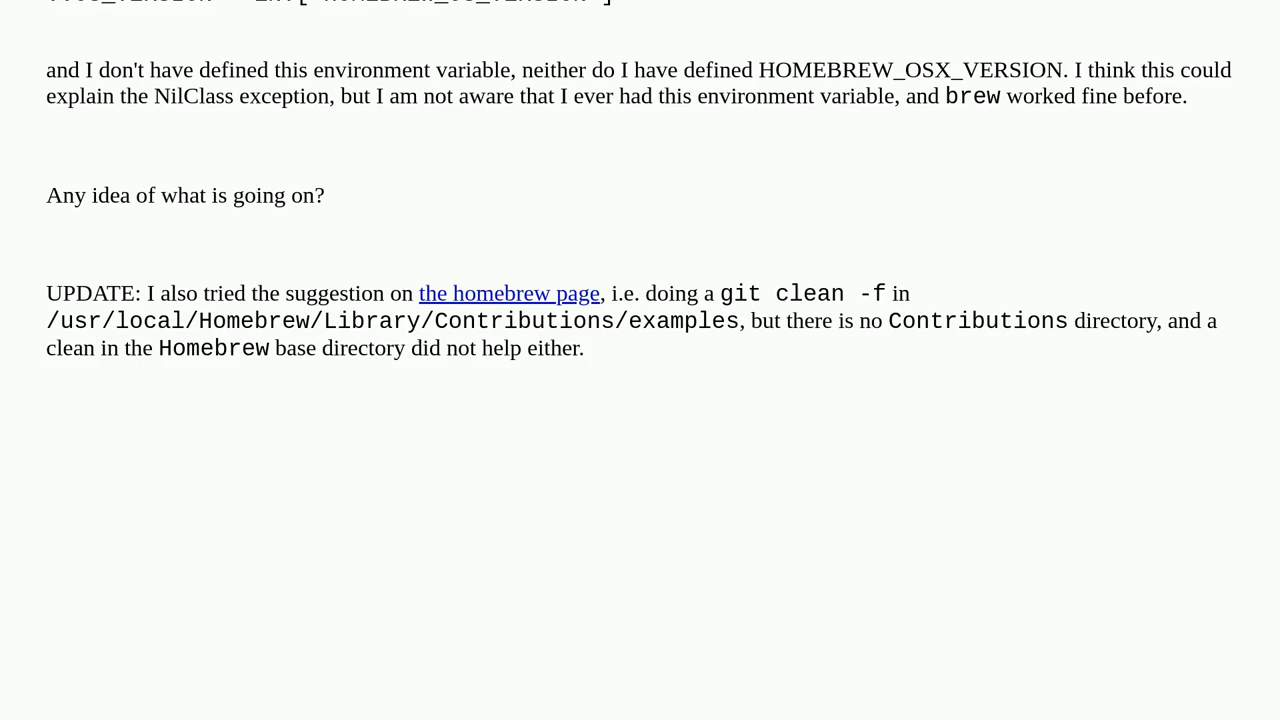 and I don't have defined this environment variable, neither do I have defined HOMEBREW_OSX_VERSION. I think this could
explain the NilClass exception, but I am not aware that I ever had this environment variable, and brew worked fine before.
Any idea of what is going on?
UPDATE: I also tried the suggestion on the homebrew page, i.e. doing a git clean -f in
/usr/local/Homebrew/Library/Contributions/examples, but there is no Contributions directory, and a
clean in the Homebrew base directory did not help either.